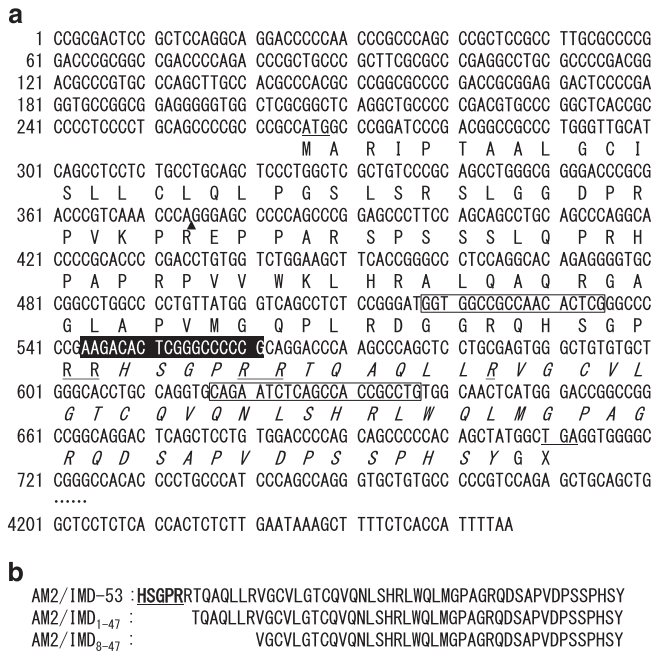 a
1 CCGCGACTCC GCTCCAGGCA GGACCCCCAA CCCGCCCAGC CCGCTCCGCC TTGCGCCCCG
61 GACCCGCGGC CGACCCCAGA CCCGCTGCCC GCTTCGCGCC CGAGGCCTGC GCCCCGACGG
121 ACGCCCGTGC CCAGCTTGCC ACGCCCACGC CCGGCGCCCC GACCGCGGAG GACTCCCCGA
181 GGTGCCGGCG GAGGGGGTGG CTCGCGGCTC AGGCTGCCCC CGACGTGCCC GGCTCACCGC
241 CCCCTCCCCT GCAGCCCCGC CCGCCATGGC CCGGATCCCG ACGGCCGCCC TGGGTTGCAT
M A R I P T A A L G C I
301 CAGCCTCCTC TGCCTGCAGC TCCCTGGCTC GCTGTCCCGC AGCCTGGGCG GGGACCCGCG
S L L C L Q L P G S L S R S L G G D P R
361 ACCCGTCAAA CCCAGGGAGC CCCCAGCCCG GAGCCCTTCC AGCAGCCTGC AGCCCAGGCA
P V K P R E P P A R S P S S S L Q P R H
421 CCCCGCACCC CGACCTGTGG TCTGGAAGCT TCACCGGGCC CTCCAGGCAC AGAGGGGTGC
P A P R P V V W K L H R A L Q A Q R G A
481 CGGCCTGGCC CCTGTTATGG GTCAGCCTCT CCGGGATGGT GGCCGCCAAC ACTCGGGCCC
G L A P V M G Q P L R D G G R Q H S G P
541 CCGAAGACAC TCGGGCCCCC GCAGGACCCA AGCCCAGCTC CTGCGAGTGG GCTGTGTGCT
R R H S G P R R T Q A Q L L R V G C V L
601 GGGCACCTGC CAGGTGCAGA ATCTCAGCCA CCGCCTGTGG CAACTCATGG GACCGGCCGG
G T C Q V Q N L S H R L W Q L M G P A G
661 CCGGCAGGAC TCAGCTCCTG TGGACCCCAG CAGCCCCCAC AGCTATGGCT GAGGTGGGGC
R Q D S A P V D P S S P H S Y G X
721 CGGGCCACAC CCCTGCCCAT CCCAGCCAGG GTGCTGTGCC CCCGTCCAGA GCTGCAGCTG
......
4201 GCTCCTCTCA CCACTCTCTT GAATAAAGCT TTTCTCACCA TTTTAA
b
AM2/IMD-53 : HSGPRRTQAQLLRVGCVLGTCQVQNLSHRLWQLMGPAGRQDSAPVDPSSPHSY
AM2/IMD1-47 : TQAQLLRVGCVLGTCQVQNLSHRLWQLMGPAGRQDSAPVDPSSPHSY
AM2/IMD8-47 : VGCVLGTCQVQNLSHRLWQLMGPAGRQDSAPVDPSSPHSY